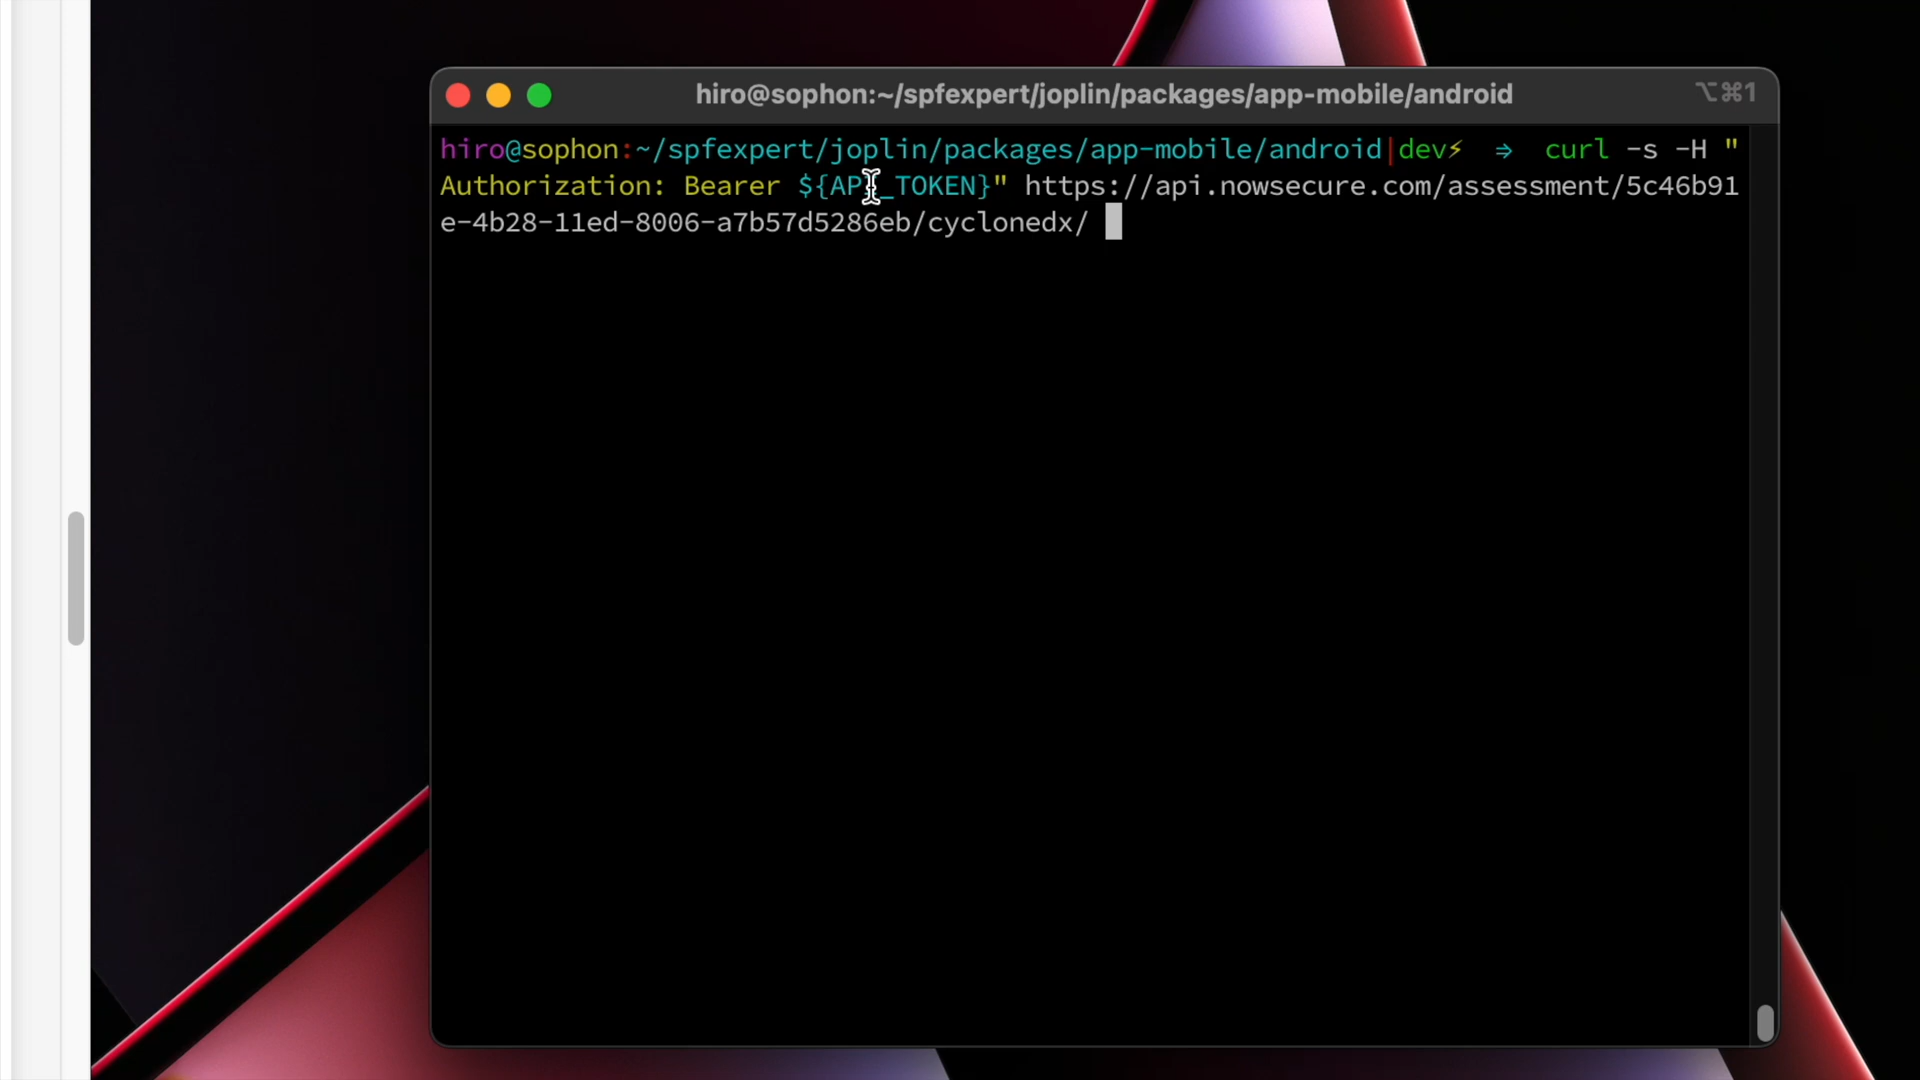 hiro@sophon:~/spfexpert/joplin/packages/app-mobile/android ⌥⌘1
hiro@sophon:~/spfexpert/joplin/packages/app-mobile/android|dev⚡ ⇒ curl -s -H "
Authorization: Bearer ${API_TOKEN}" https://api.nowsecure.com/assessment/5c46b91
e-4b28-11ed-8006-a7b57d5286eb/cyclonedx/